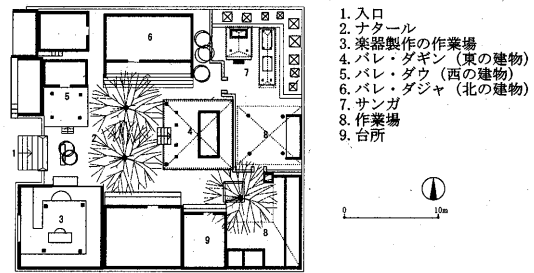 6
7
5
4
8
2
1
3
9
8
1. 入口
2. ナタール
3. 楽器製作の作業場
4. バレ・ダギン（東の建物）
5. バレ・ダウ（西の建物）
6. バレ・ダジャ（北の建物）
7. サンガ
8. 作業場
9. 台所
0 10m